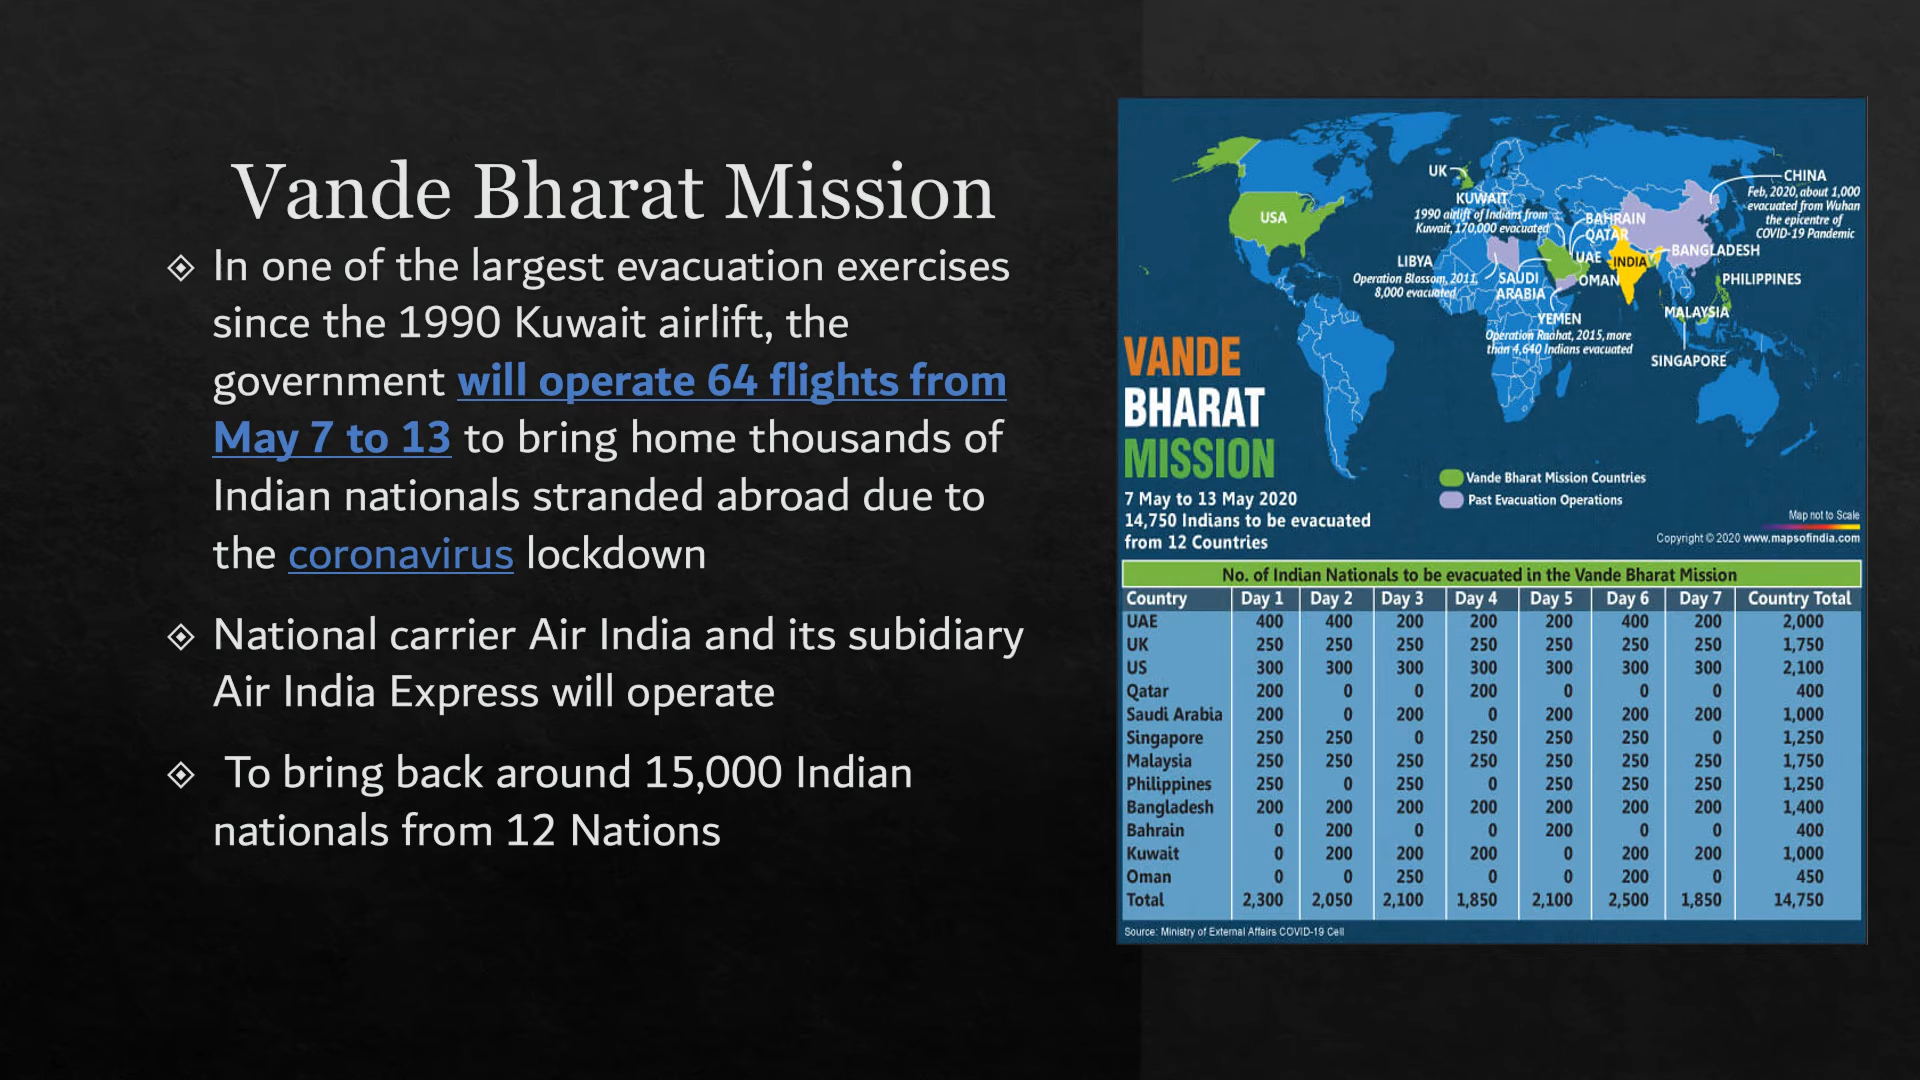 Vande Bharat Mission
In one of the largest evacuation exercises
since the 1990 Kuwait airlift, the
government will operate 64 flights from
May 7 to 13 to bring home thousands of
Indian nationals stranded abroad due to
the coronavirus lockdown
National carrier Air India and its subidiary
Air India Express will operate
To bring back around 15,000 Indian
nationals from 12 Nations
UK
KUWAIT
1990 airlift of Indians from
Kuwait, 170,000 evacuated
USA
BAHRAIN
QATAR
CHINA
Feb, 2020, about 1,000
evacuated from Wuhan
the epicentre of
COVID-19 Pandemic
LIBYA
Operation Blossom, 2011,
8,000 evacuated
SAUDI
ARABIA
UAE
OMAN
INDIA
BANGLADESH
PHILIPPINES
MALAYSIA
YEMEN
Operation Raahat, 2015, more
than 4,640 Indians evacuated
SINGAPORE
VANDE
BHARAT
MISSION
7 May to 13 May 2020
14,750 Indians to be evacuated
from 12 Countries
Vande Bharat Mission Countries
Past Evacuation Operations
Map not to Scale
Copyright © 2020 www.mapsofindia.com
No. of Indian Nationals to be evacuated in the Vande Bharat Mission
Country Day 1 Day 2 Day 3 Day 4 Day 5 Day 6 Day 7 Country Total
UAE 400 400 200 200 200 400 200 2,000
UK 250 250 250 250 250 250 250 1,750
US 300 300 300 300 300 300 300 2,100
Qatar 200 0 0 200 0 0 0 400
Saudi Arabia 200 0 200 0 200 200 200 1,000
Singapore 250 250 0 250 250 250 0 1,250
Malaysia 250 250 250 250 250 250 250 1,750
Philippines 250 0 250 0 250 250 250 1,250
Bangladesh 200 200 200 200 200 200 200 1,400
Bahrain 0 200 0 0 200 0 0 400
Kuwait 0 200 200 200 0 200 200 1,000
Oman 0 0 250 0 0 200 0 450
Total 2,300 2,050 2,100 1,850 2,100 2,500 1,850 14,750
Source: Ministry of External Affairs COVID-19 Cell